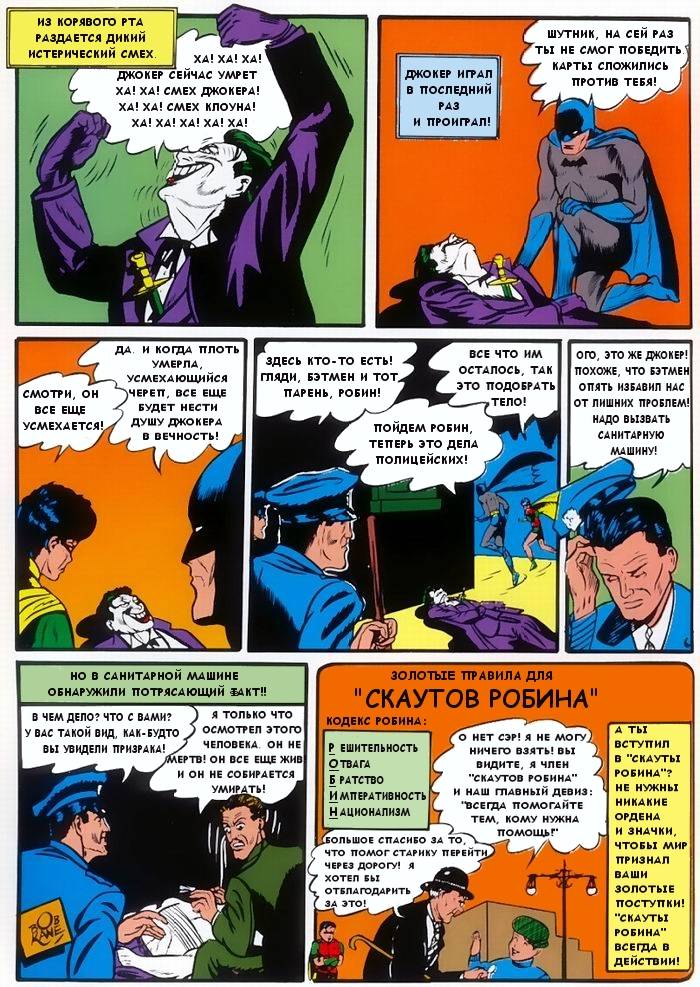 ИЗ КОРЯВОГО РТА
РАЗДАЕТСЯ ДИКИЙ
ИСТЕРИЧЕСКИЙ СМЕХ.
ХА! ХА! ХА!
ДЖОКЕР СЕЙЧАС УМРЕТ
ХА! ХА! СМЕХ ДЖОКЕРА!
ХА! ХА! СМЕХ КЛОУНА!
ХА! ХА! ХА! ХА! ХА!
ДЖОКЕР ИГРАЛ
В ПОСЛЕДНИЙ
РАЗ
И ПРОИГРАЛ!
ШУТНИК, НА СЕЙ РАЗ
ТЫ НЕ СМОГ ПОБЕДИТЬ.
КАРТЫ СЛОЖИЛИСЬ
ПРОТИВ ТЕБЯ!
СМОТРИ, ОН
ВСЕ ЕЩЕ
УСМЕХАЕТСЯ!
ДА. И КОГДА ПЛОТЬ
УМЕРЛА,
УСМЕХАЮЩИЙСЯ
ЧЕРЕП, ВСЕ ЕЩЕ
БУДЕТ НЕСТИ
ДУШУ ДЖОКЕРА
В ВЕЧНОСТЬ!
ЗДЕСЬ КТО-ТО ЕСТЬ!
ГЛЯДИ, БЭТМЕН И ТОТ
ПАРЕНЬ, РОБИН!
ВСЕ ЧТО ИМ
ОСТАЛОСЬ, ТАК
ЭТО ПОДОБРАТЬ
ТЕЛО!
ПОЙДЕМ РОБИН,
ТЕПЕРЬ ЭТО ДЕЛА
ПОЛИЦЕЙСКИХ!
ОГО, ЭТО ЖЕ ДЖОКЕР!
ПОХОЖЕ, ЧТО БЭТМЕН
ОПЯТЬ ИЗБАВИЛ НАС
ОТ ЛИШНИХ ПРОБЛЕМ!
НАДО ВЫЗВАТЬ
САНИТАРНУЮ
МАШИНУ!
НО В САНИТАРНОЙ МАШИНЕ
ОБНАРУЖИЛИ ПОТРЯСАЮЩИЙ ФАКТ!!
В ЧЕМ ДЕЛО? ЧТО С ВАМИ?
У ВАС ТАКОЙ ВИД, КАК-БУДТО
ВЫ УВИДЕЛИ ПРИЗРАКА!
Я ТОЛЬКО ЧТО
ОСМОТРЕЛ ЭТОГО
ЧЕЛОВЕКА. ОН НЕ
МЕРТВ! ОН ВСЕ ЕЩЕ ЖИВ
И ОН НЕ СОБИРАЕТСЯ
УМИРАТЬ!
BOB
KANE
ЗОЛОТЫЕ ПРАВИЛА ДЛЯ
"СКАУТОВ РОБИНА"
КОДЕКС РОБИНА:
РЕШИТЕЛЬНОСТЬ
ОТВАГА
БРАТСТВО
ИМПЕРАТИВНОСТЬ
НАЦИОНАЛИЗМ
О НЕТ СЭР! Я НЕ МОГУ
НИЧЕГО ВЗЯТЬ! ВЫ
ВИДИТЕ, Я ЧЛЕН
"СКАУТОВ РОБИНА"
И НАШ ГЛАВНЫЙ ДЕВИЗ:
"ВСЕГДА ПОМОГАЙТЕ
ТЕМ, КОМУ НУЖНА
ПОМОЩЬ!"
БОЛЬШОЕ СПАСИБО ЗА ТО,
ЧТО ПОМОГ СТАРИКУ ПЕРЕЙТИ
ЧЕРЕЗ ДОРОГУ! Я
ХОТЕЛ БЫ
ОТБЛАГОДАРИТЬ
ЗА ЭТО!
А ТЫ
ВСТУПИЛ
В "СКАУТЫ
РОБИНА"?
НЕ НУЖНЫ
НИКАКИЕ
ОРДЕНА
И ЗНАЧКИ,
ЧТОБЫ МИР
ПРИЗНАЛ
ВАШИ
ЗОЛОТЫЕ
ПОСТУПКИ!
"СКАУТЫ
РОБИНА"
ВСЕГДА В
ДЕЙСТВИИ!